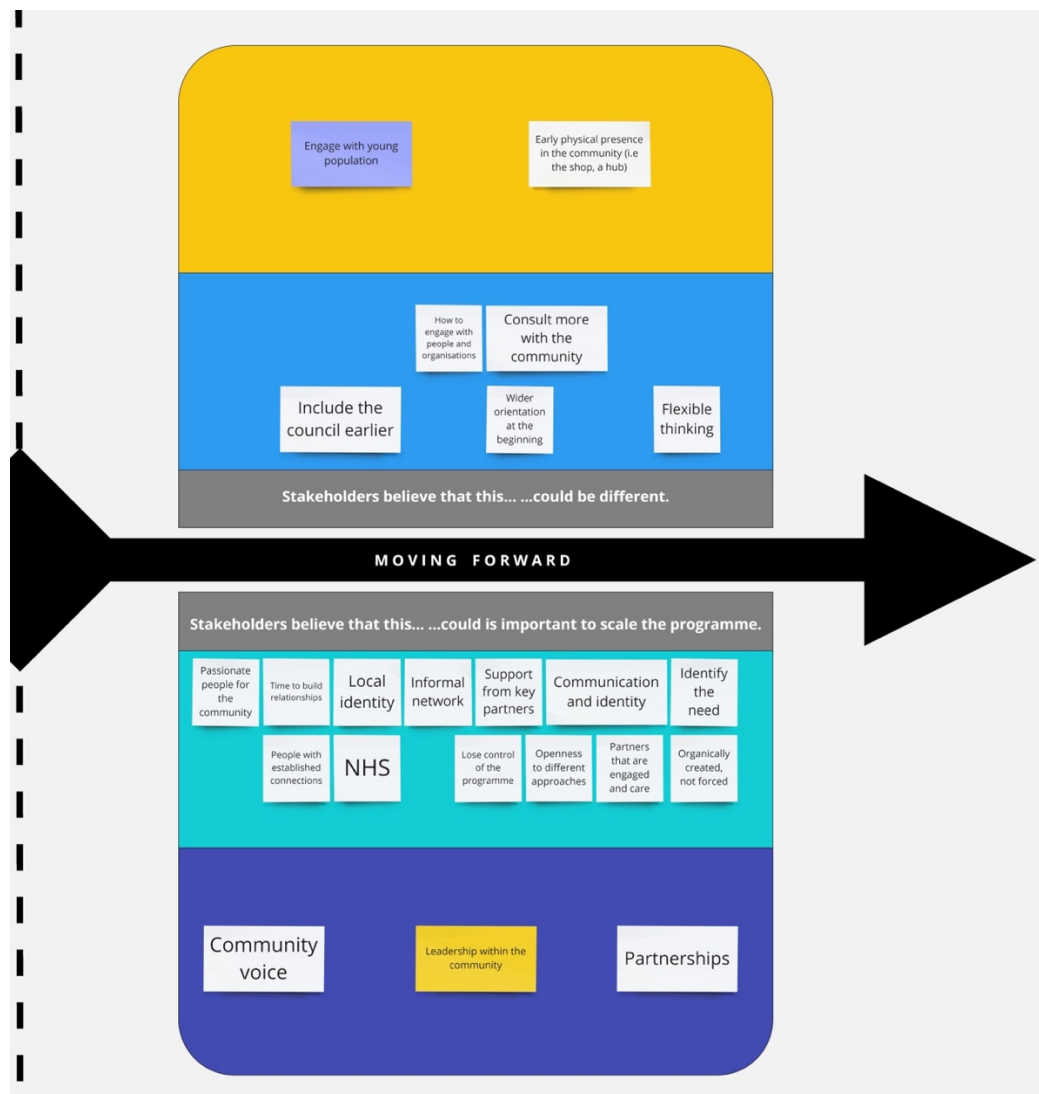 Engage with young
population
Early physical presence
in the community (i.e
the shop, a hub)
How to
engage with
people and
organisations
Consult more
with the
community
Include the
council earlier
Wider
orientation
at the
beginning
Flexible
thinking
Stakeholders believe that this... ...could be different.
MOVING FORWARD
Stakeholders believe that this... ...could is important to scale the programme.
Passionate
people for
the
community
Time to build
relationships
Local
identity
Informal
network
Support
from key
partners
Communication
and identity
Identify
the
need
People with
established
connections
NHS
Lose control
of the
programme
Openness
to different
approaches
Partners
that are
engaged
and care
Organically
created,
not forced
Community
voice
Leadership within the
community
Partnerships